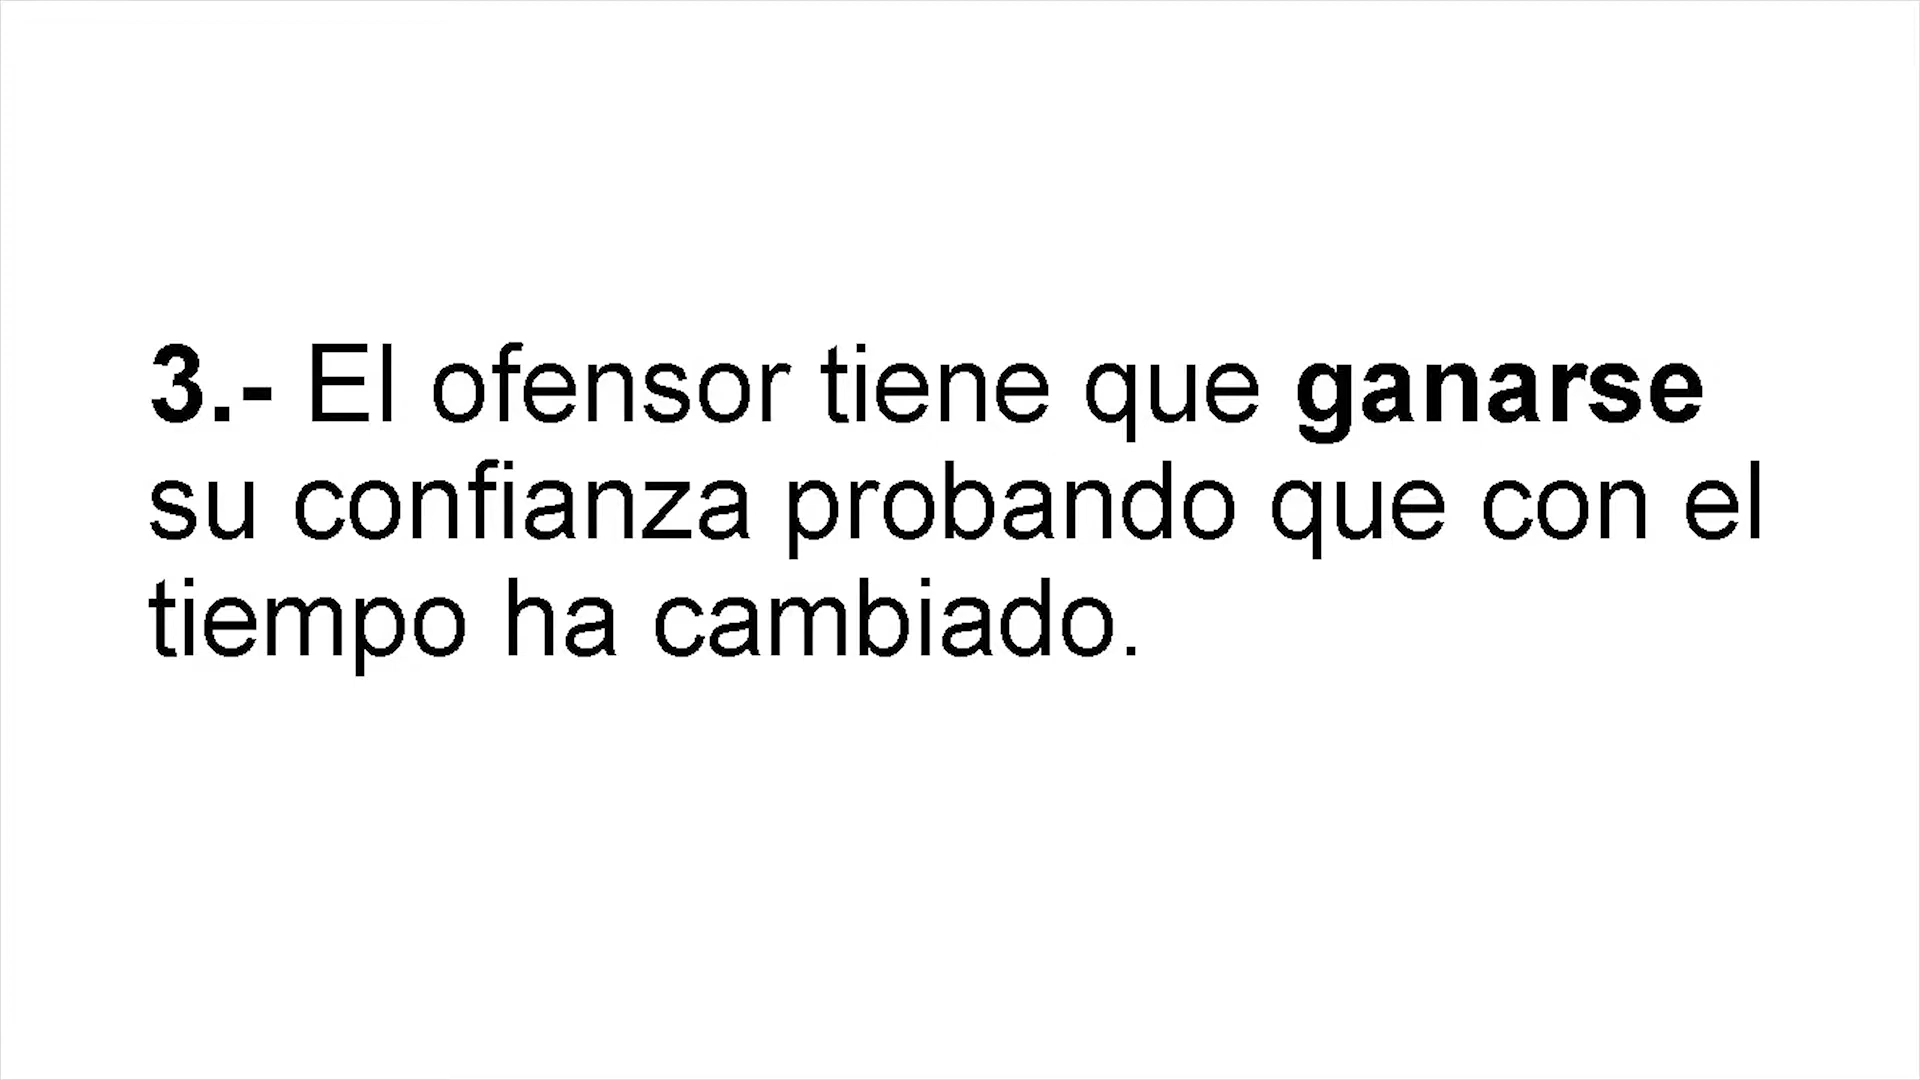 3.- El ofensor tiene que ganarse
su confianza probando que con el
tiempo ha cambiado.